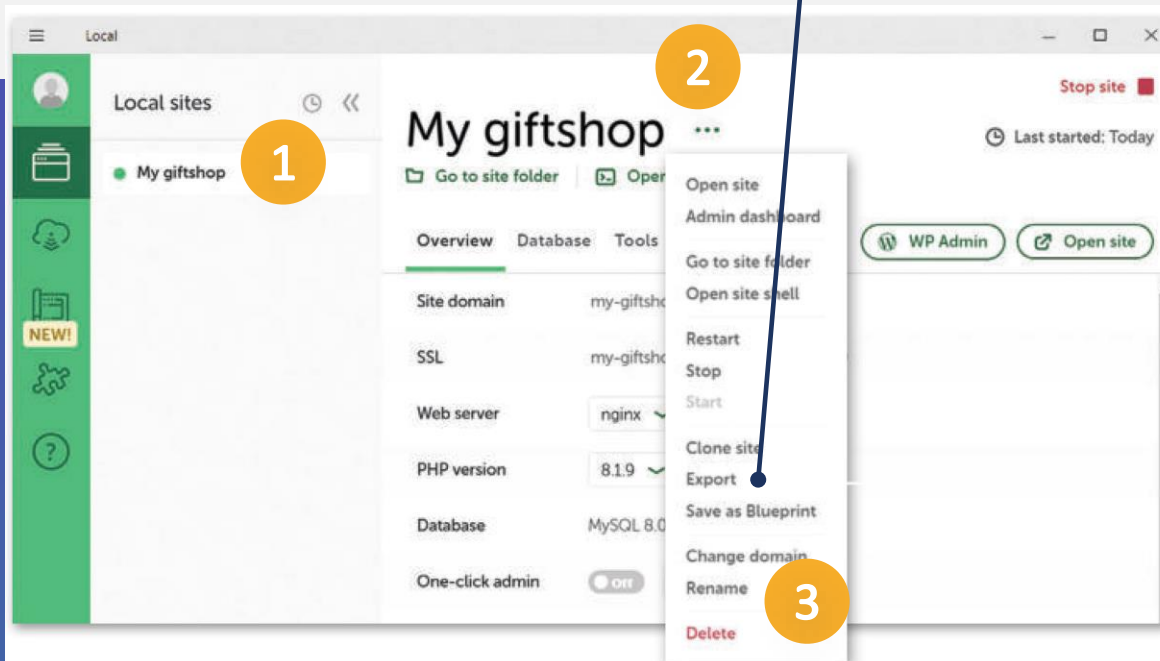 Local
2
Local sites
Stop site
My giftshop
...
Last started: Today
1
My giftshop
Go to site folder
Open site
Admin dashboard
Overview Database Tools
WP Admin
Open site
Go to site folder
Open site shell
Site domain
NEW!
Restart
SSL
Stop
Start
Web server
nginx
Clone site
PHP version
8.1.9
Export
Save as Blueprint
Database
MySQL
Change domain
One-click admin
Off
Rename
3
Delete
?